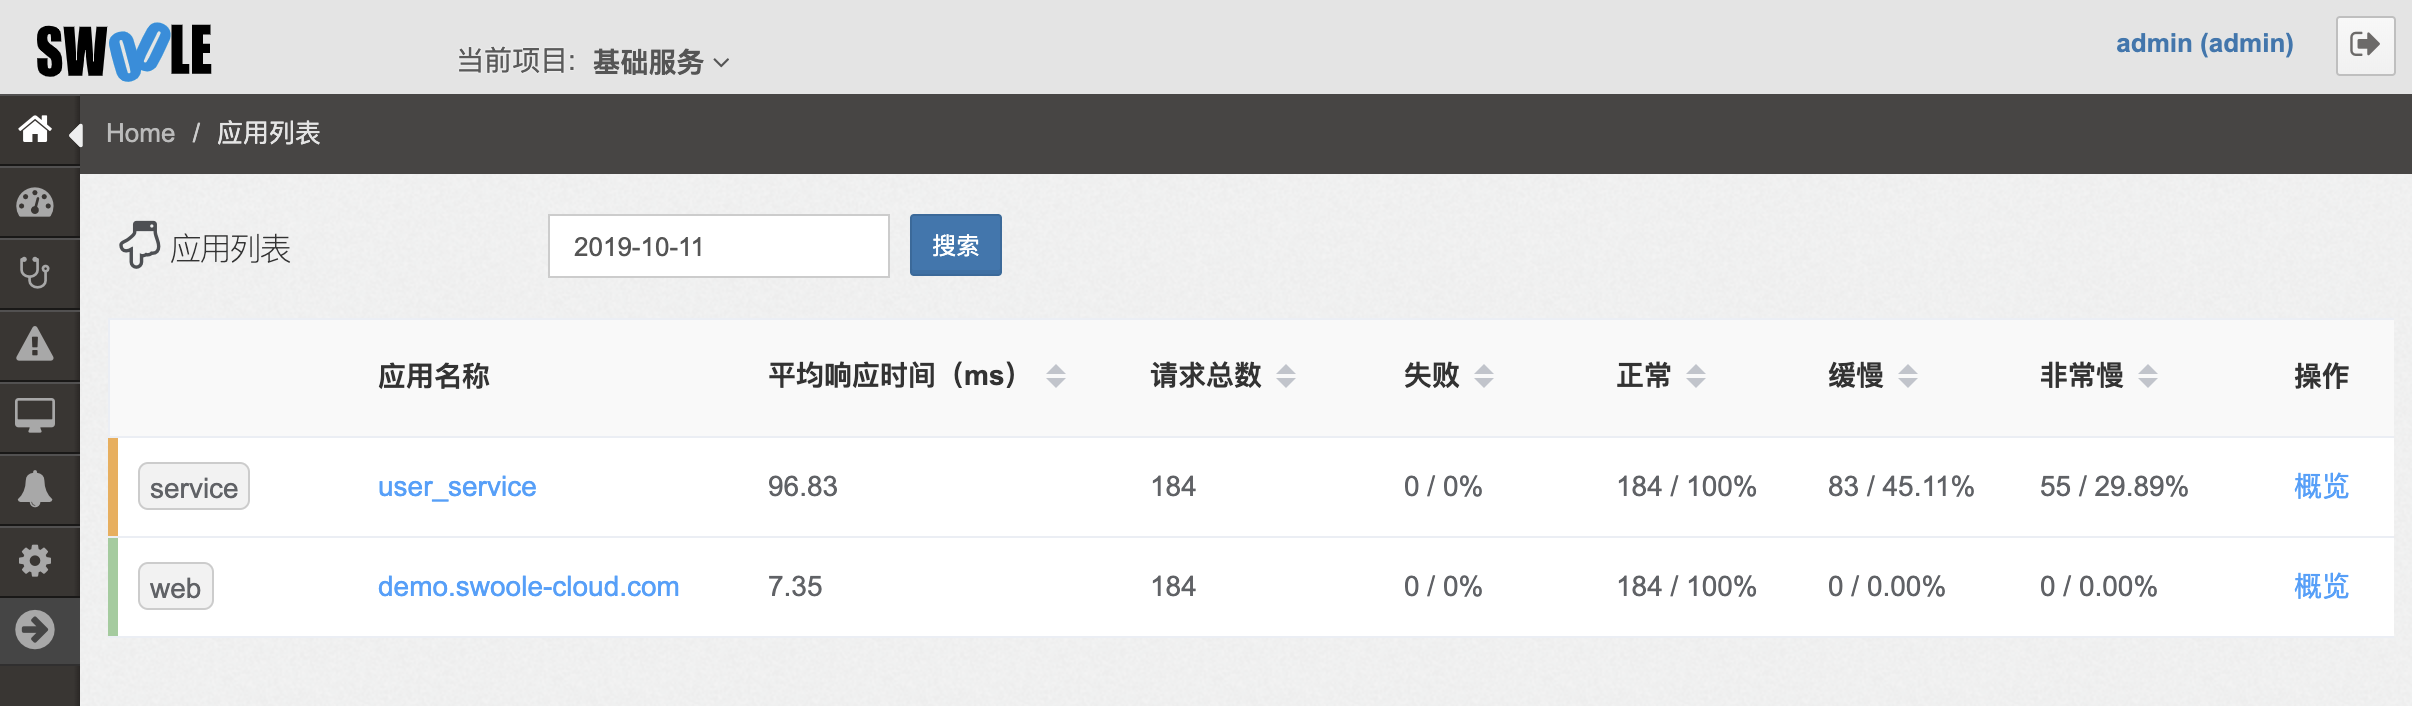 SWOOLE
当前项目: 基础服务
admin (admin)
Home / 应用列表
应用列表
2019-10-11
搜索
应用名称 平均响应时间（ms） 请求总数 失败 正常 缓慢 非常慢 操作
service user_service 96.83 184 0 / 0% 184 / 100% 83 / 45.11% 55 / 29.89% 概览
web demo.swoole-cloud.com 7.35 184 0 / 0% 184 / 100% 0 / 0.00% 0 / 0.00% 概览